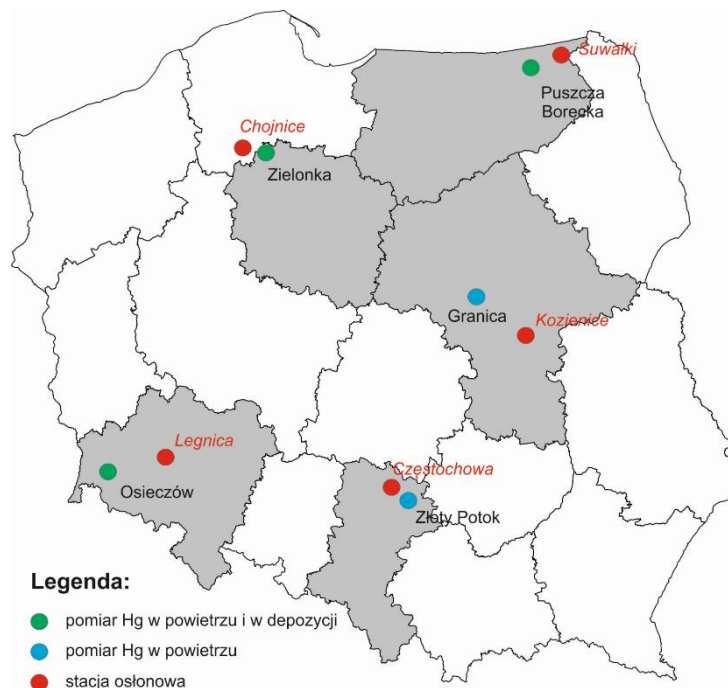 Suwałki
Puszcza
Borecka
Chojnice
Zielonka
Granica
Kozienice
Legnica
Osieczów
Częstochowa
Złoty Potok
Legenda:
pomiar Hg w powietrzu i w depozycji
pomiar Hg w powietrzu
stacja osłonowa